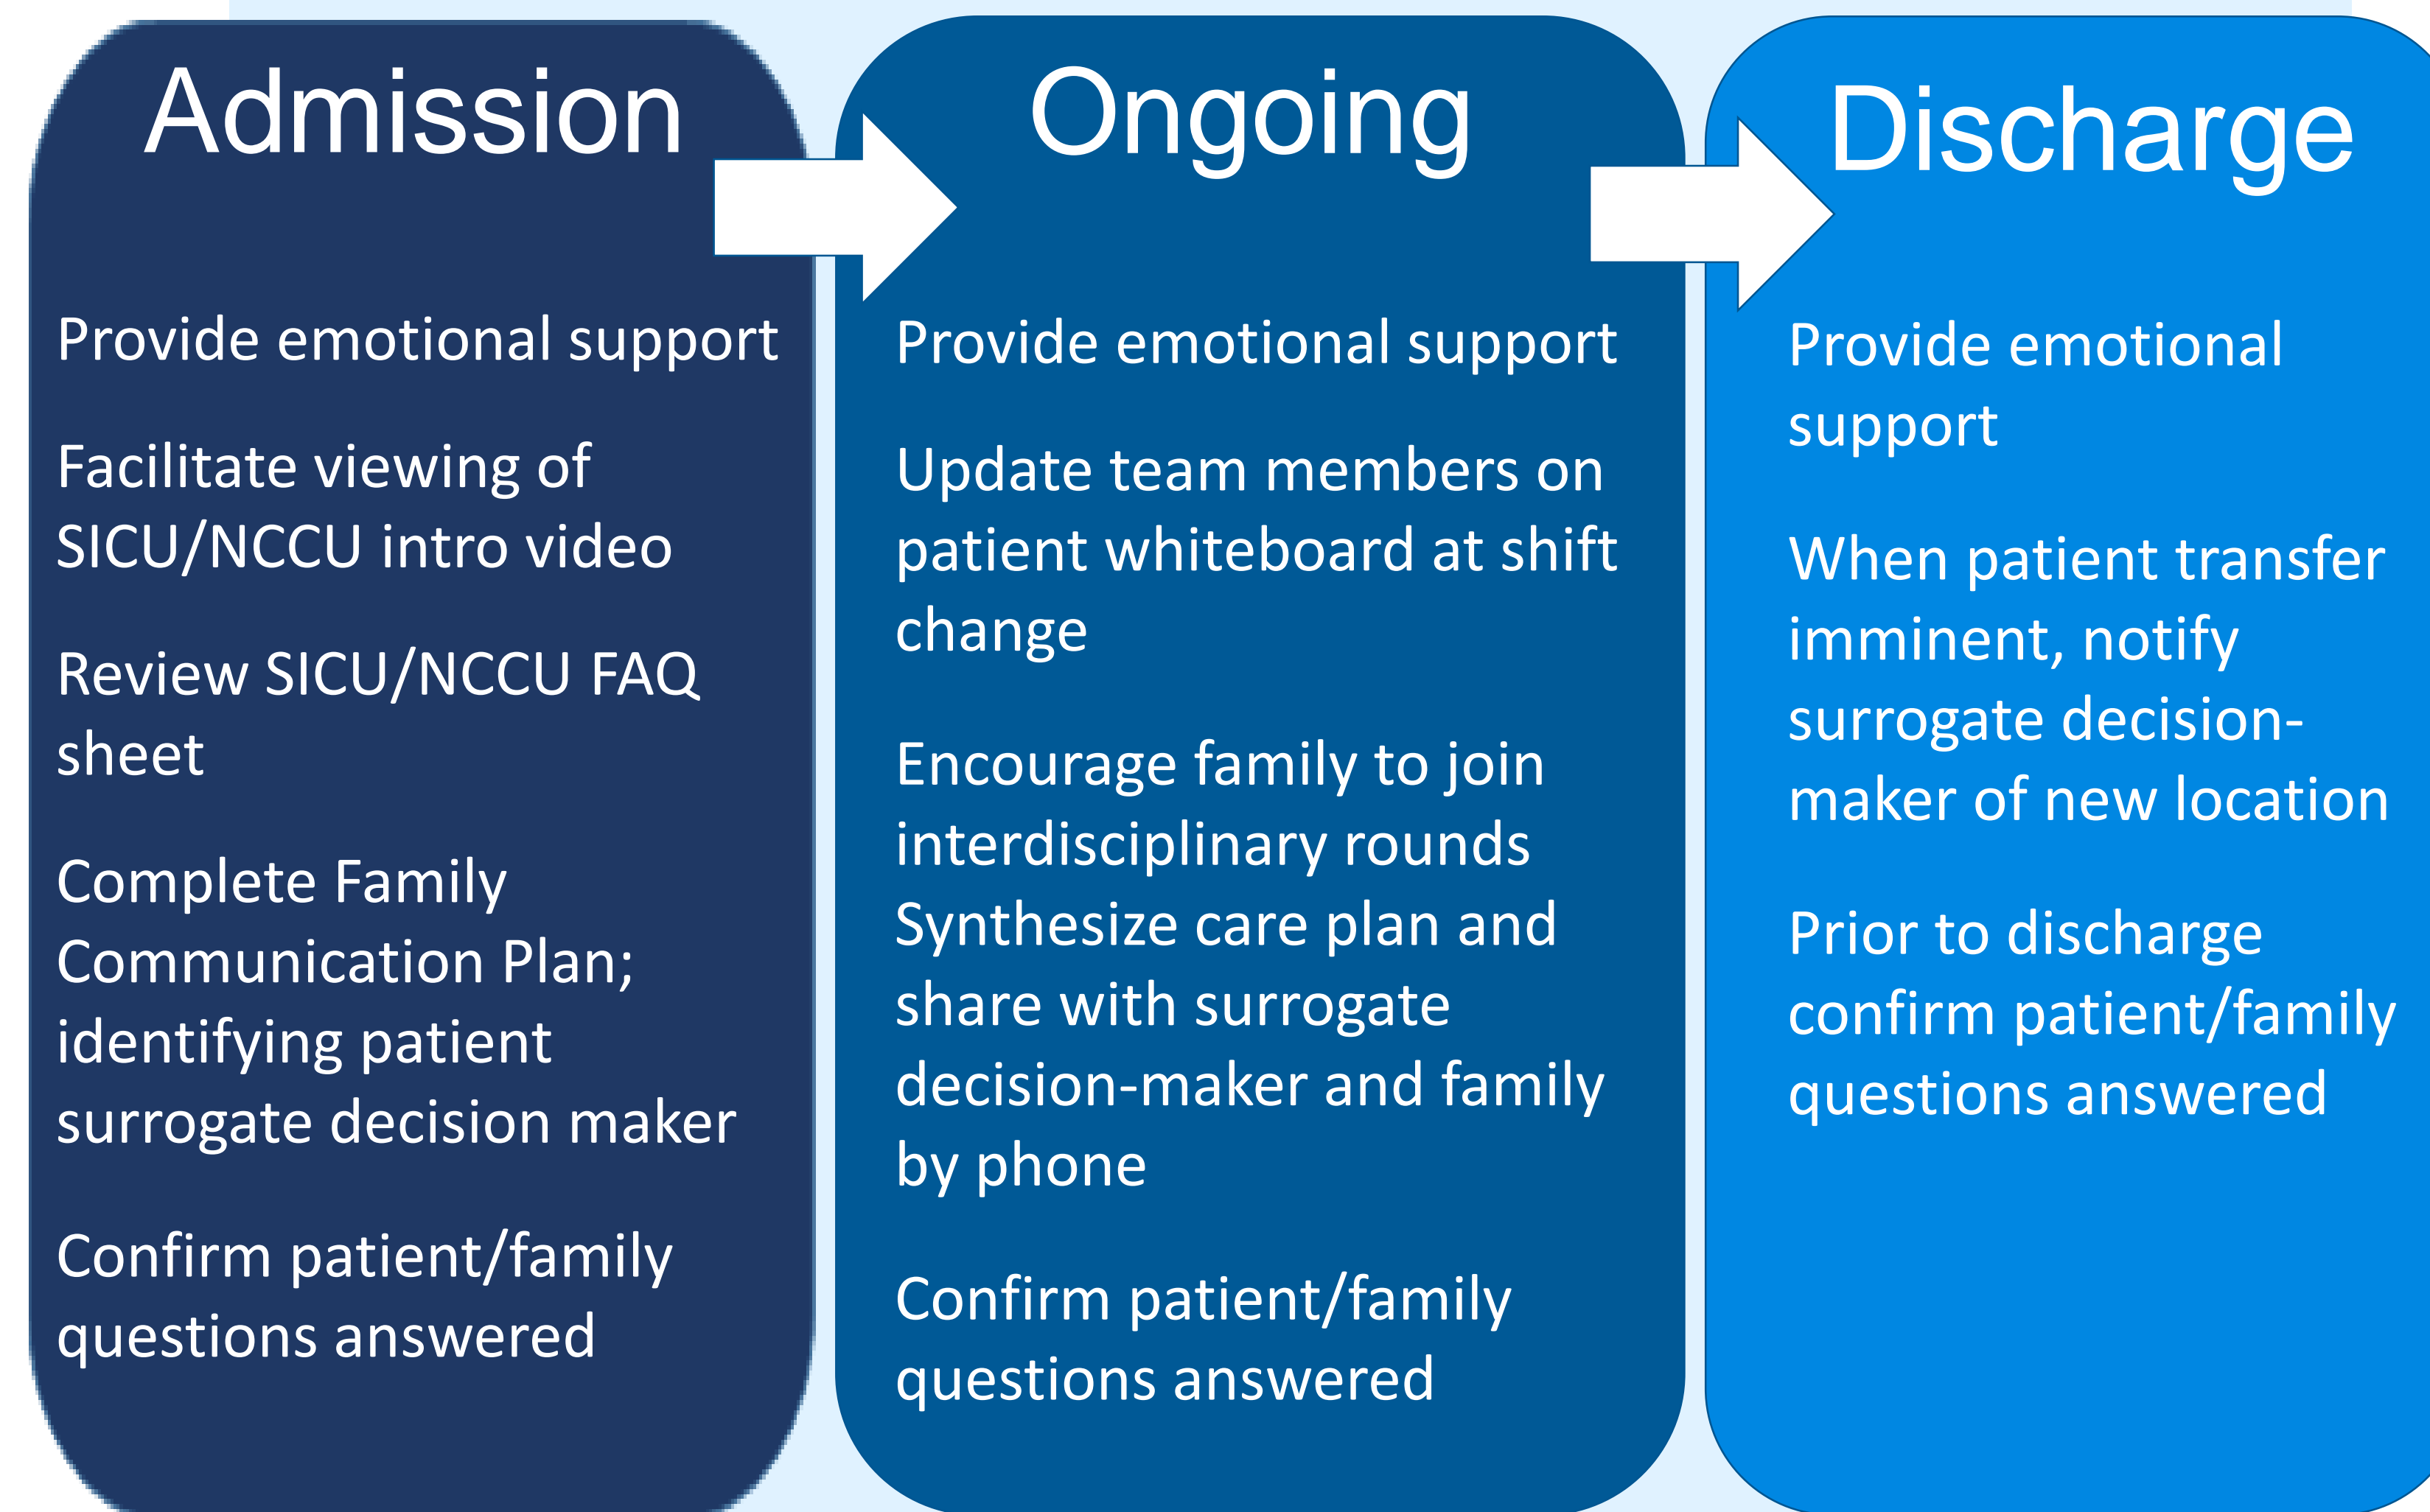 Admission
Provide emotional support
Facilitate viewing of
SICU/NCCU intro video
Review SICU/NCCU FAQ
sheet
Complete Family
Communication Plan;
identifying patient
surrogate decision maker
Confirm patient/family
questions answered
Ongoing
Provide emotional support
Update team members on
patient whiteboard at shift
change
Encourage family to join
interdisciplinary rounds
Synthesize care plan and
share with surrogate
decision-maker and family
by phone
Confirm patient/family
questions answered
Discharge
Provide emotional
support
When patient transfer
imminent, notify
surrogate decision-
maker of new location
Prior to discharge
confirm patient/family
questions answered